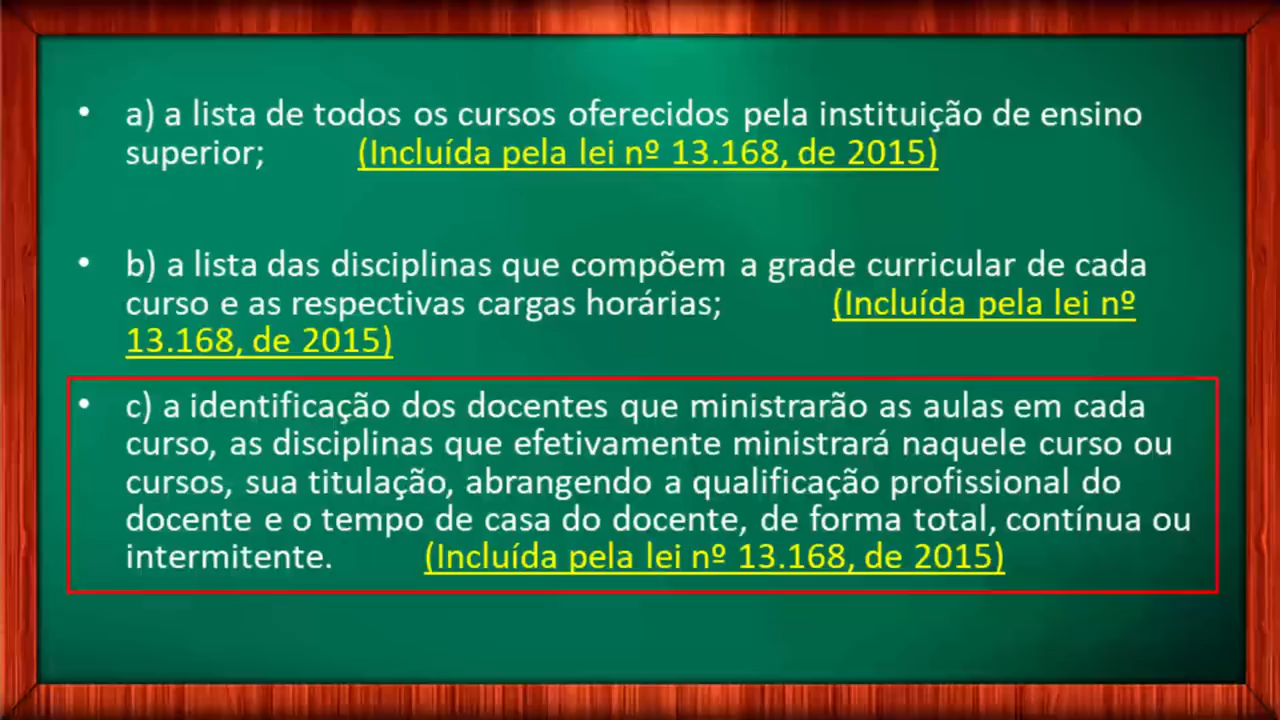 • a) a lista de todos os cursos oferecidos pela instituição de ensino
superior; (Incluída pela lei nº 13.168, de 2015)
• b) a lista das disciplinas que compõem a grade curricular de cada
curso e as respectivas cargas horárias; (Incluída pela lei nº
13.168, de 2015)
• c) a identificação dos docentes que ministrarão as aulas em cada
curso, as disciplinas que efetivamente ministrará naquele curso ou
cursos, sua titulação, abrangendo a qualificação profissional do
docente e o tempo de casa do docente, de forma total, contínua ou
intermitente. (Incluída pela lei nº 13.168, de 2015)